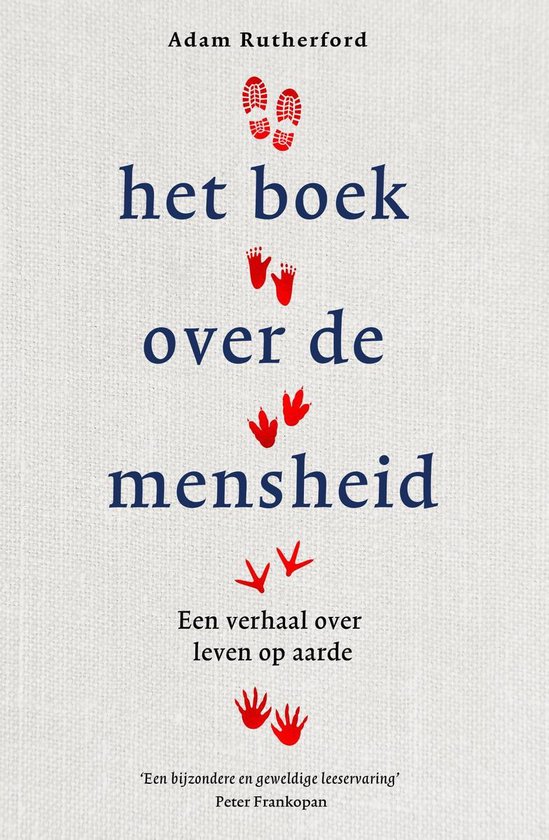 Adam Rutherford
het boek
over de
mensheid
Een verhaal over
leven op aarde
‘Een bijzondere en geweldige leeservaring’
Peter Frankopan